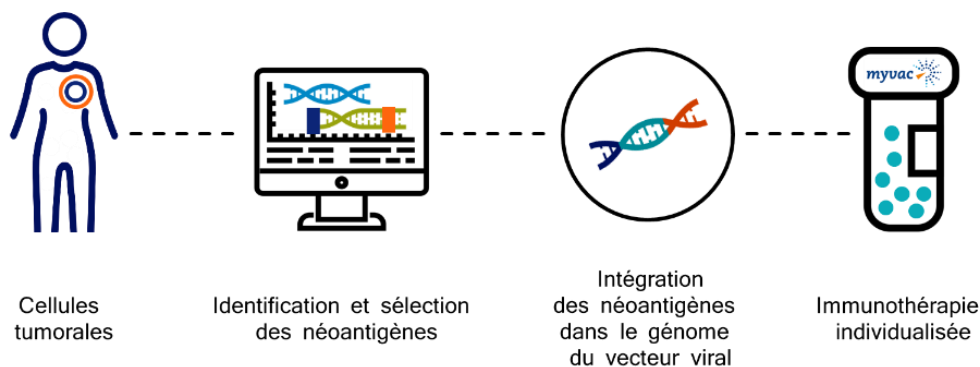 myvac
Cellules
tumorales
Identification et sélection
des néoantigènes
Intégration
des néoantigènes
dans le génome
du vecteur viral
Immunothérapie
individualisée